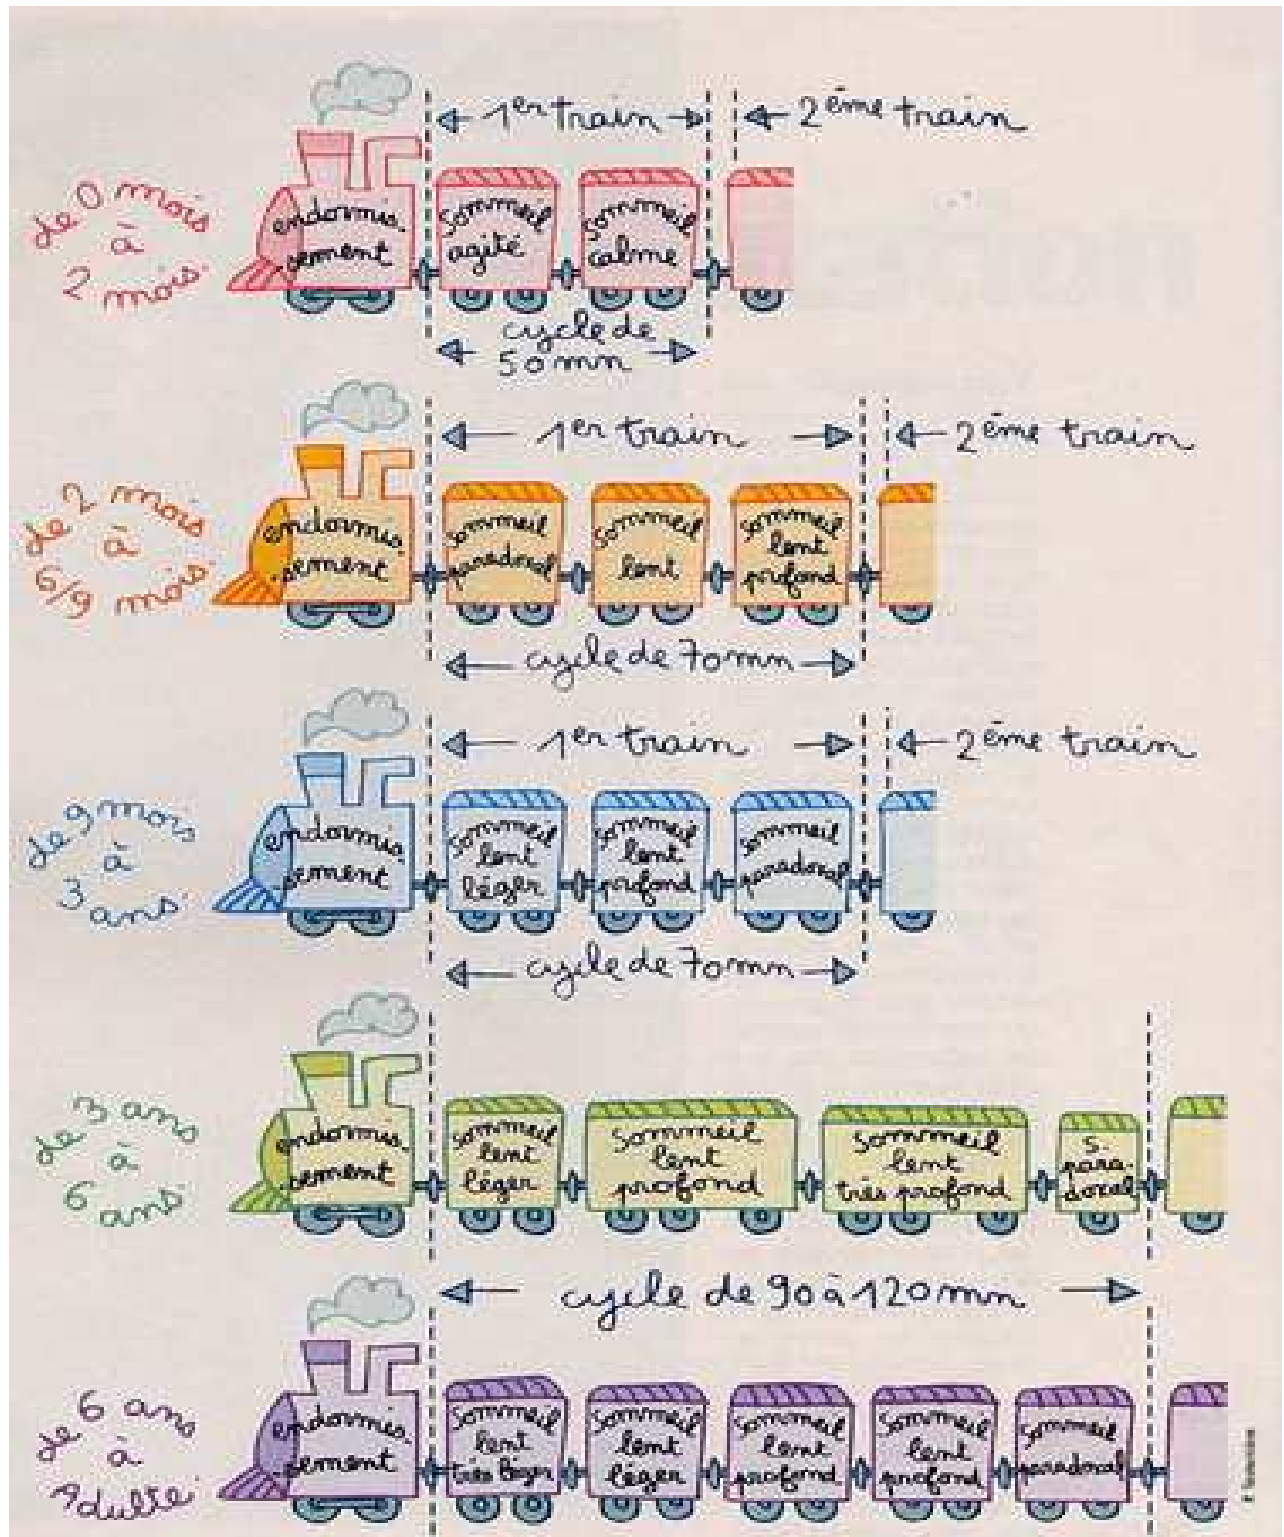 1er train
2ème train
de 0 mois
à
2 mois
endormis-
sement
Sommeil
agité
Sommeil
calme
cycle de
50 mn
1er train
2ème train
de 2 mois
à
6/9 mois
endormis-
sement
Sommeil
paradoxal
Sommeil
lent
Sommeil
lent
profond
cycle de 70 mn
1er train
2ème train
de 9 mois
à
3 ans
endormis-
sement
Sommeil
lent
léger
Sommeil
lent
profond
Sommeil
paradoxal
cycle de 70 mn
de 3 ans
à
6 ans
endormis-
sement
Sommeil
lent
léger
Sommeil
lent
profond
Sommeil
lent
très profond
S.
para-
doxal
cycle de 90 à 120 mn
de 6 ans
à
Adulte
endormis-
sement
Sommeil
lent
très léger
Sommeil
lent
léger
Sommeil
lent
profond
Sommeil
lent
profond
Sommeil
paradoxal